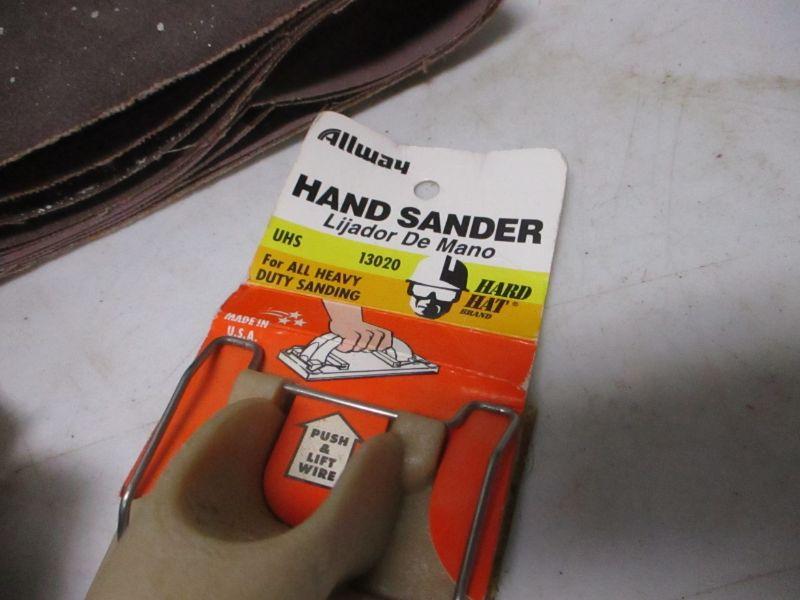 Allway
HAND SANDER
Lijador De Mano
UHS 13020
For ALL HEAVY
DUTY SANDING
HARD
HAT®
BRAND
MADE IN
U.S.A.
PUSH
&
LIFT
WIRE